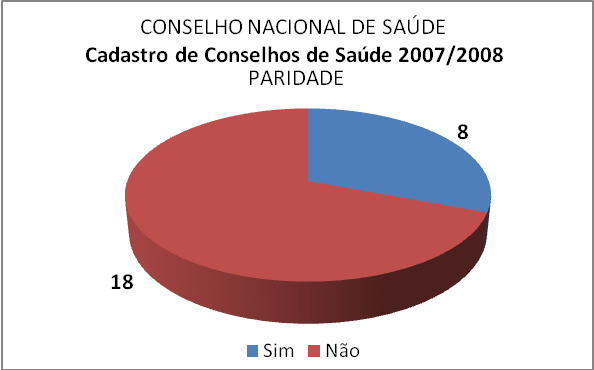 CONSELHO NACIONAL DE SAÚDE
Cadastro de Conselhos de Saúde 2007/2008
PARIDADE
8
18
Sim Não